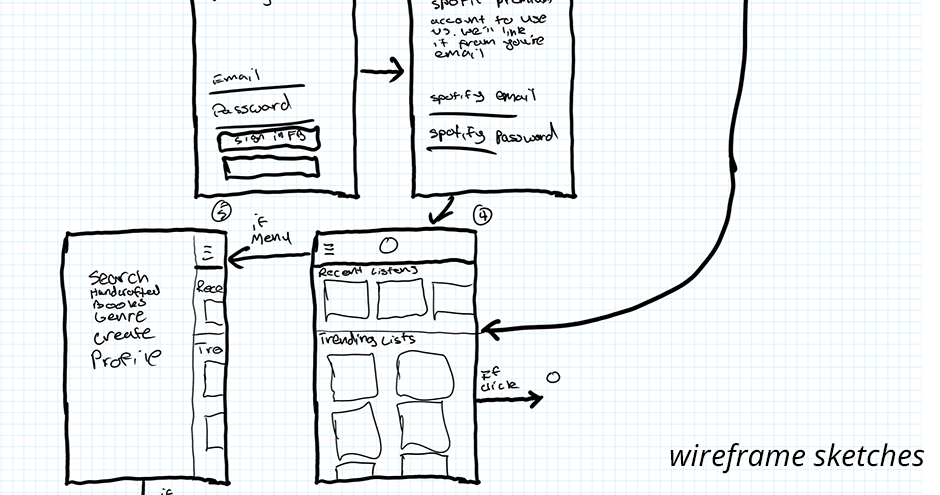 account to use
us. we'll link
it from you're
email
Email
Password
sign in FB
spotify email
spotify password
5
if
Menu
4
Search
Handcrafted
Books
Genre
Create
Profile
Rece
Tre
Recent Listens
Trending Lists
If
click
if
wireframe sketches